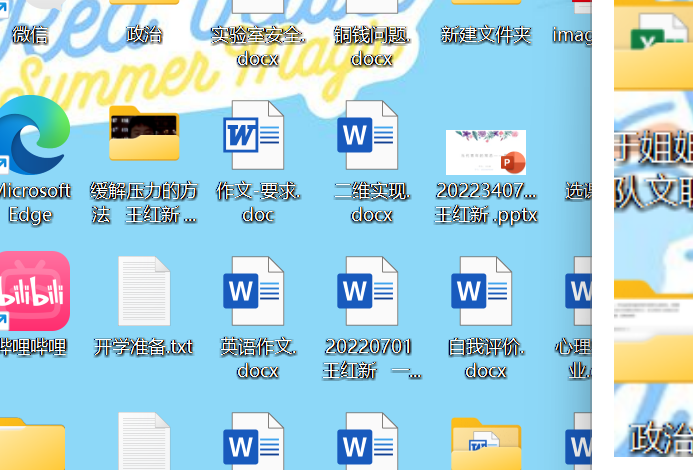 Summer
微信
政治
实验室安全.
docx
铜钱问题.
docx
新建文件夹
imag
Microsoft
Edge
缓解压力的方
法 王红新 ...
作文-要求.
doc
二维实现.
docx
20223407...
王红新 .pptx
选课
bilibili
哔哩哔哩
开学准备.txt
英语作文.
docx
20220701
王红新 一...
自我评价.
docx
心理
业.
于姐姐
队文耶
政治